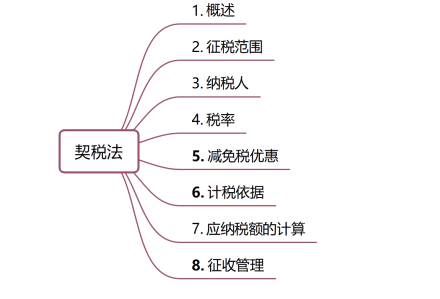 契税法
1. 概述
2. 征税范围
3. 纳税人
4. 税率
5. 减免税优惠
6. 计税依据
7. 应纳税额的计算
8. 征收管理